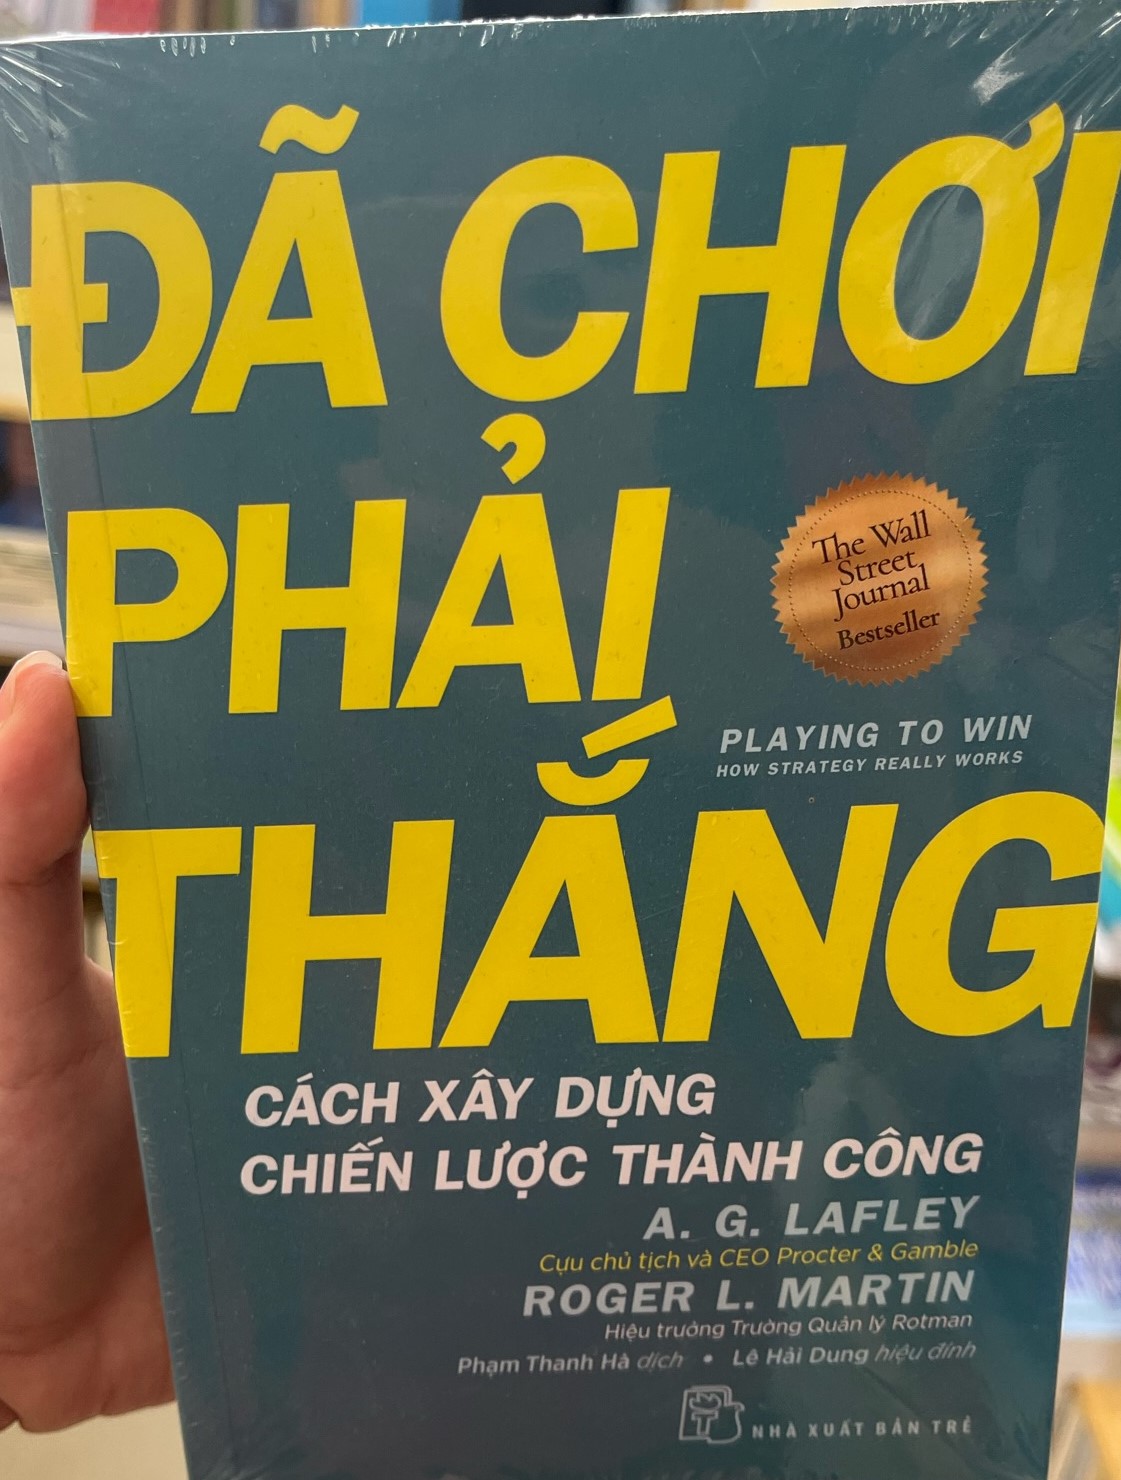 ĐÃ CHƠI
PHẢI
The Wall
Street
Journal
Bestseller
PLAYING TO WIN
HOW STRATEGY REALLY WORKS
THẮNG
CÁCH XÂY DỰNG
CHIẾN LƯỢC THÀNH CÔNG
A. G. LAFLEY
Cựu chủ tịch và CEO Procter & Gamble
ROGER L. MARTIN
Hiệu trưởng Trường Quản lý Rotman
Phạm Thanh Hà dịch • Lê Hải Dung hiệu đính
NHÀ XUẤT BẢN TRẺ